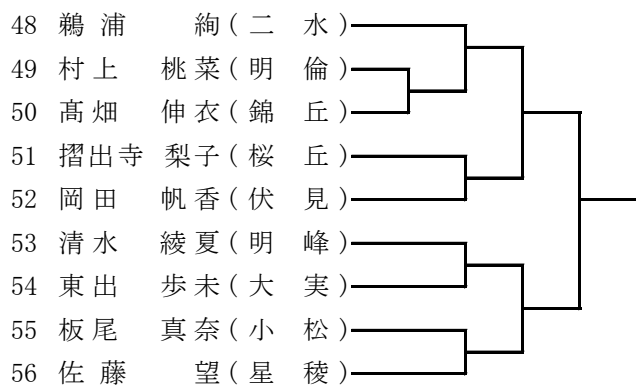 48 鵜浦 絢(二 水)
49 村上 桃菜(明 倫)
50 髙畑 伸衣(錦 丘)
51 摺出寺 梨子(桜 丘)
52 岡田 帆香(伏 見)
53 清水 綾夏(明 峰)
54 東出 歩未(大 実)
55 板尾 真奈(小 松)
56 佐藤 望(星 稜)